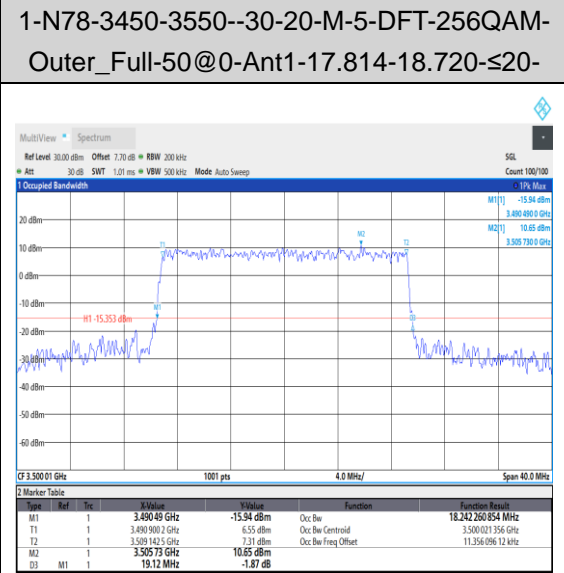 1-N78-3450-3550--30-20-M-5-DFT-256QAM-
Outer_Full-50@0-Ant1-17.814-18.720-≤20-
MultiView Spectrum
Ref Level 30.00 dBm Offset 7.70 dB RBW 200 kHz SGL
Att 30 dB SWT 1.01 ms VBW 500 kHz Mode Auto Sweep Count 100/100
1 Occupied Bandwidth 1Pk Max
M1[1] -15.94 dBm
3.490 490 0 GHz
M2[1] 10.65 dBm
3.505 730 0 GHz
20 dBm
M2
T1 T2
10 dBm
0 dBm
-10 dBm
M1
H1 -15.353 dBm
D3
-20 dBm
-30 dBm
-40 dBm
-50 dBm
-60 dBm
CF 3.500 01 GHz 1001 pts 4.0 MHz/ Span 40.0 MHz
2 Marker Table
Type Ref Trc X-Value Y-Value Function Function Result
M1 1 3.490 49 GHz -15.94 dBm Occ Bw 18.242 260 854 MHz
T1 1 3.490 900 2 GHz 6.55 dBm Occ Bw Centroid 3.500 021 356 GHz
T2 1 3.509 142 5 GHz 7.31 dBm Occ Bw Freq Offset 11.356 096 12 kHz
M2 1 3.505 73 GHz 10.65 dBm
D3 M1 1 19.12 MHz -1.87 dB